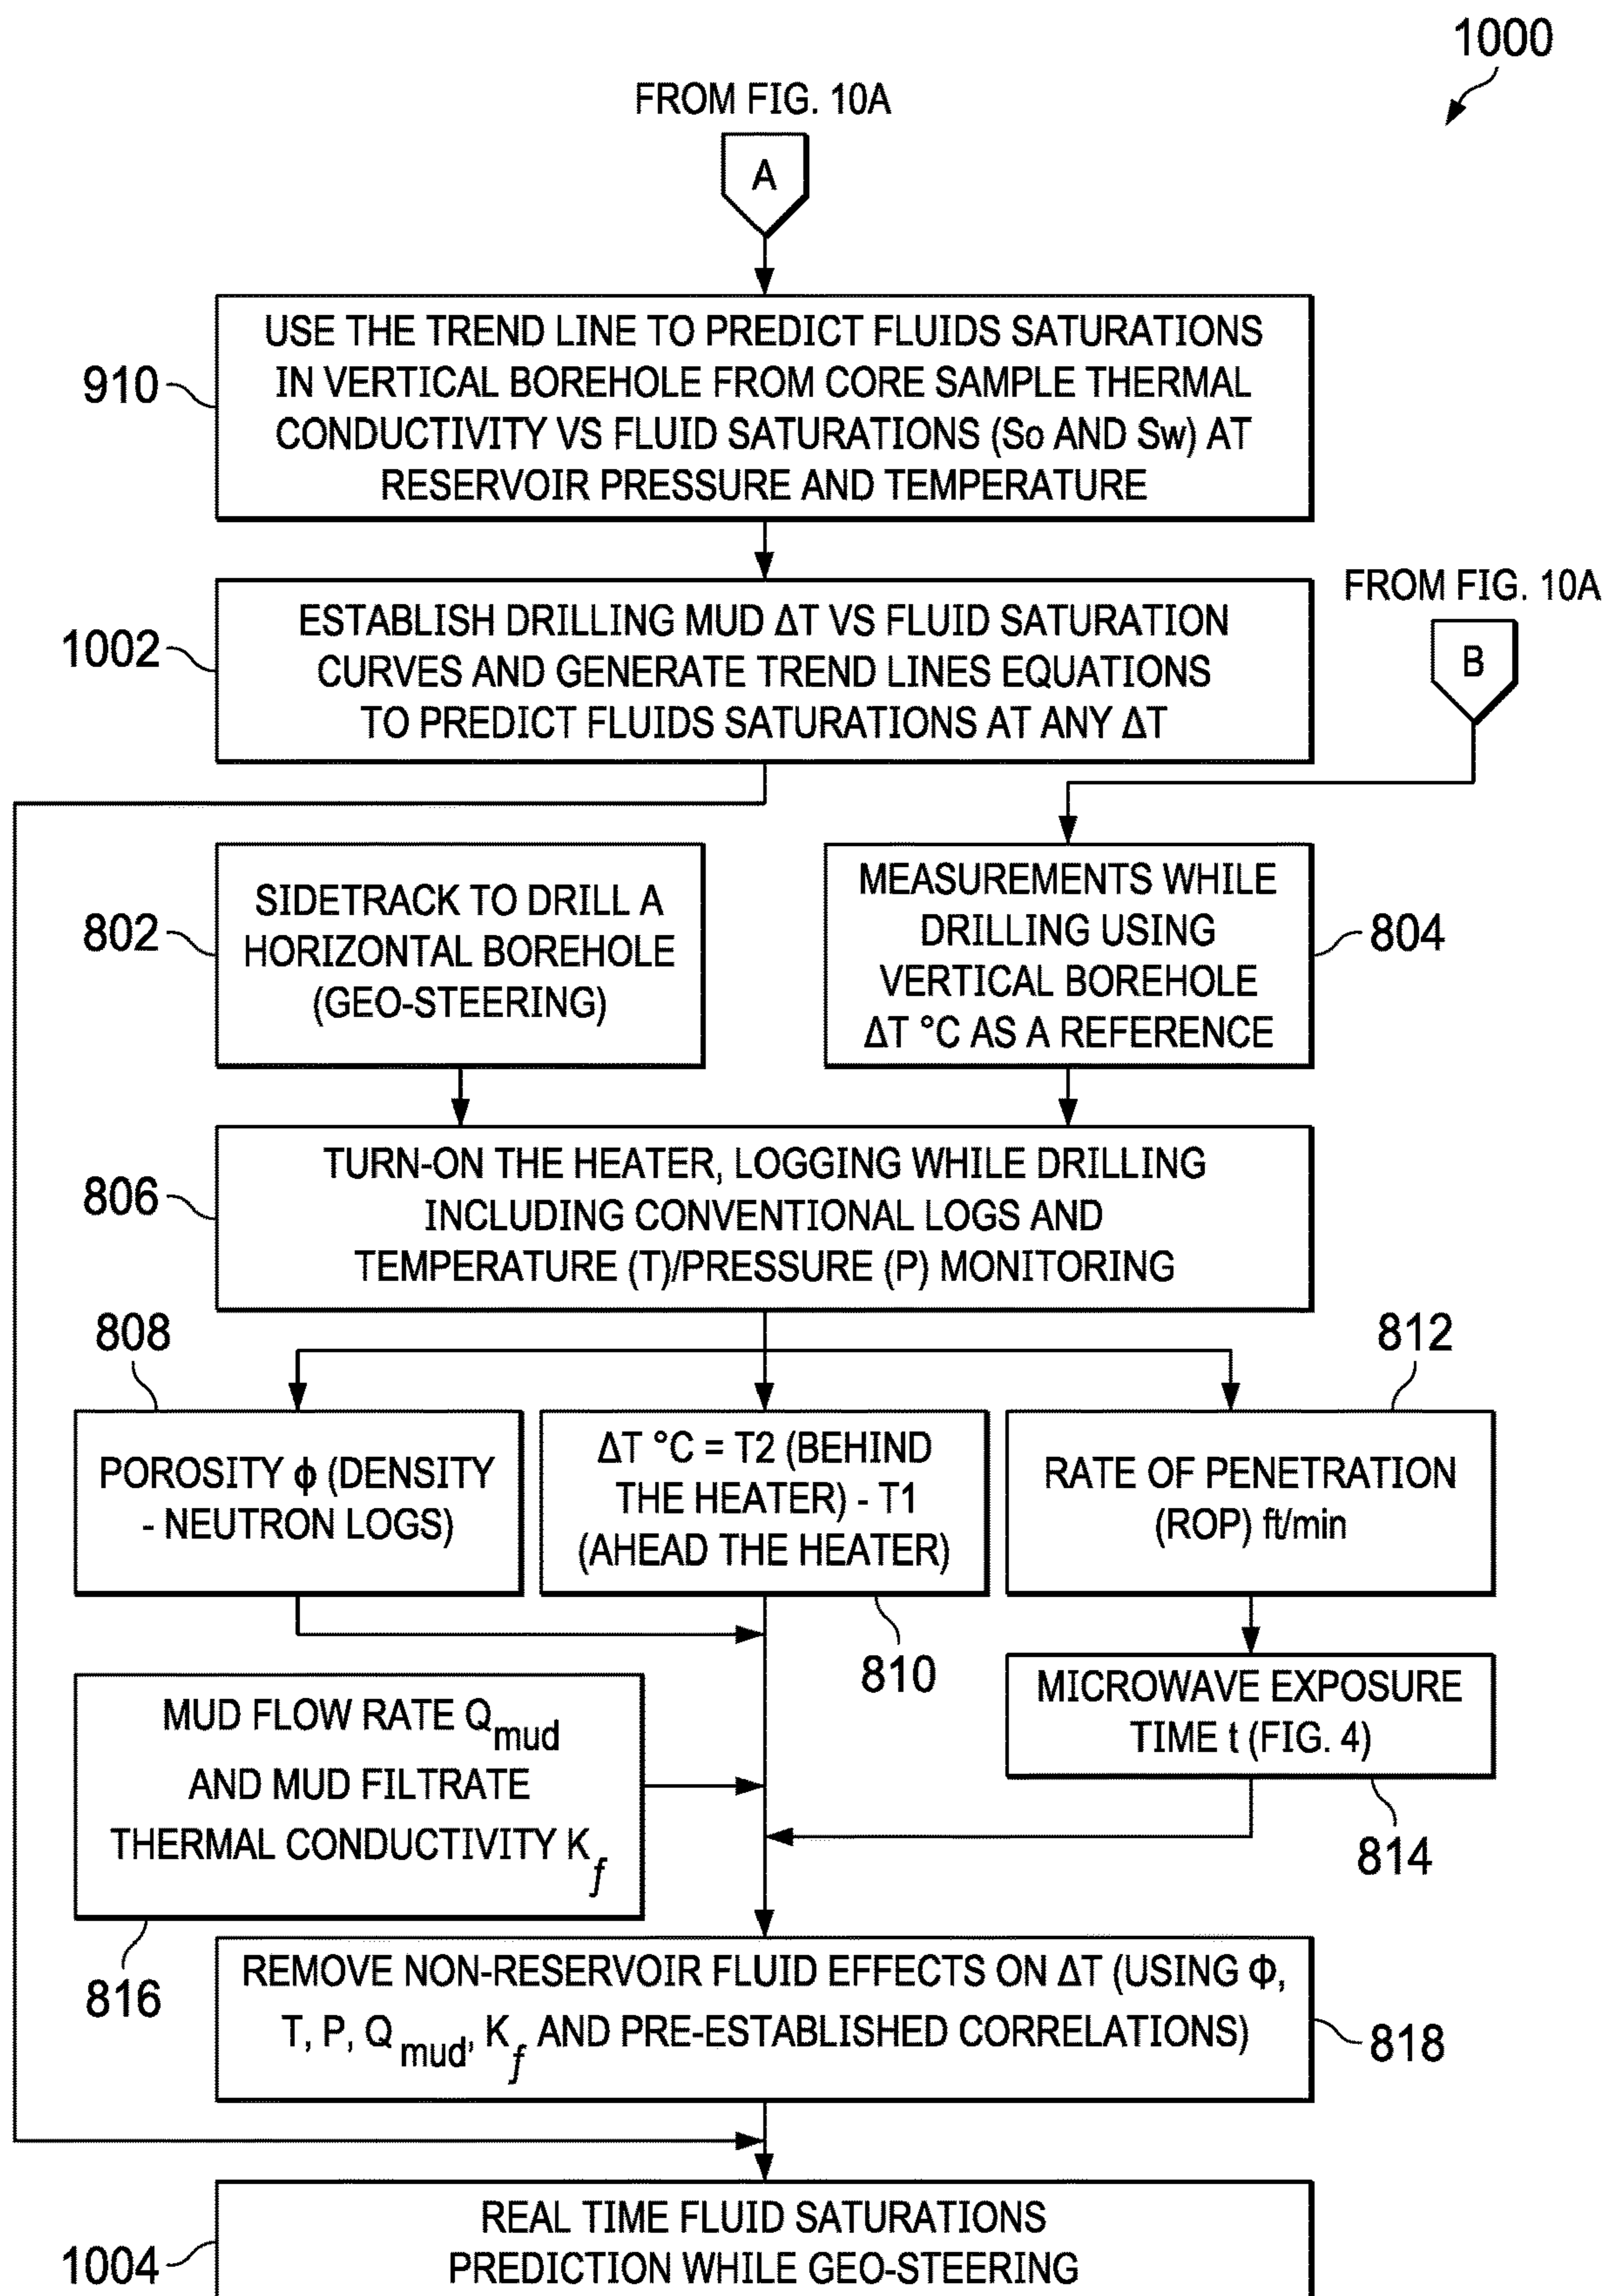 1000
FROM FIG. 10A
A
USE THE TREND LINE TO PREDICT FLUIDS SATURATIONS
IN VERTICAL BOREHOLE FROM CORE SAMPLE THERMAL
CONDUCTIVITY VS FLUID SATURATIONS (So AND Sw) AT
RESERVOIR PRESSURE AND TEMPERATURE
910
FROM FIG. 10A
B
ESTABLISH DRILLING MUD ΔT VS FLUID SATURATION
CURVES AND GENERATE TREND LINES EQUATIONS
TO PREDICT FLUIDS SATURATIONS AT ANY ΔT
1002
SIDETRACK TO DRILL A
HORIZONTAL BOREHOLE
(GEO-STEERING)
802
MEASUREMENTS WHILE
DRILLING USING
VERTICAL BOREHOLE
ΔT °C AS A REFERENCE
804
TURN-ON THE HEATER, LOGGING WHILE DRILLING
INCLUDING CONVENTIONAL LOGS AND
TEMPERATURE (T)/PRESSURE (P) MONITORING
806
808
POROSITY ϕ (DENSITY
- NEUTRON LOGS)
ΔT °C = T2 (BEHIND
THE HEATER) - T1
(AHEAD THE HEATER)
810
812
RATE OF PENETRATION
(ROP) ft/min
MICROWAVE EXPOSURE
TIME t (FIG. 4)
814
MUD FLOW RATE Qmud
AND MUD FILTRATE
THERMAL CONDUCTIVITY Kf
816
REMOVE NON-RESERVOIR FLUID EFFECTS ON ΔT (USING Φ,
T, P, Qmud, Kf AND PRE-ESTABLISHED CORRELATIONS)
818
REAL TIME FLUID SATURATIONS
PREDICTION WHILE GEO-STEERING
1004